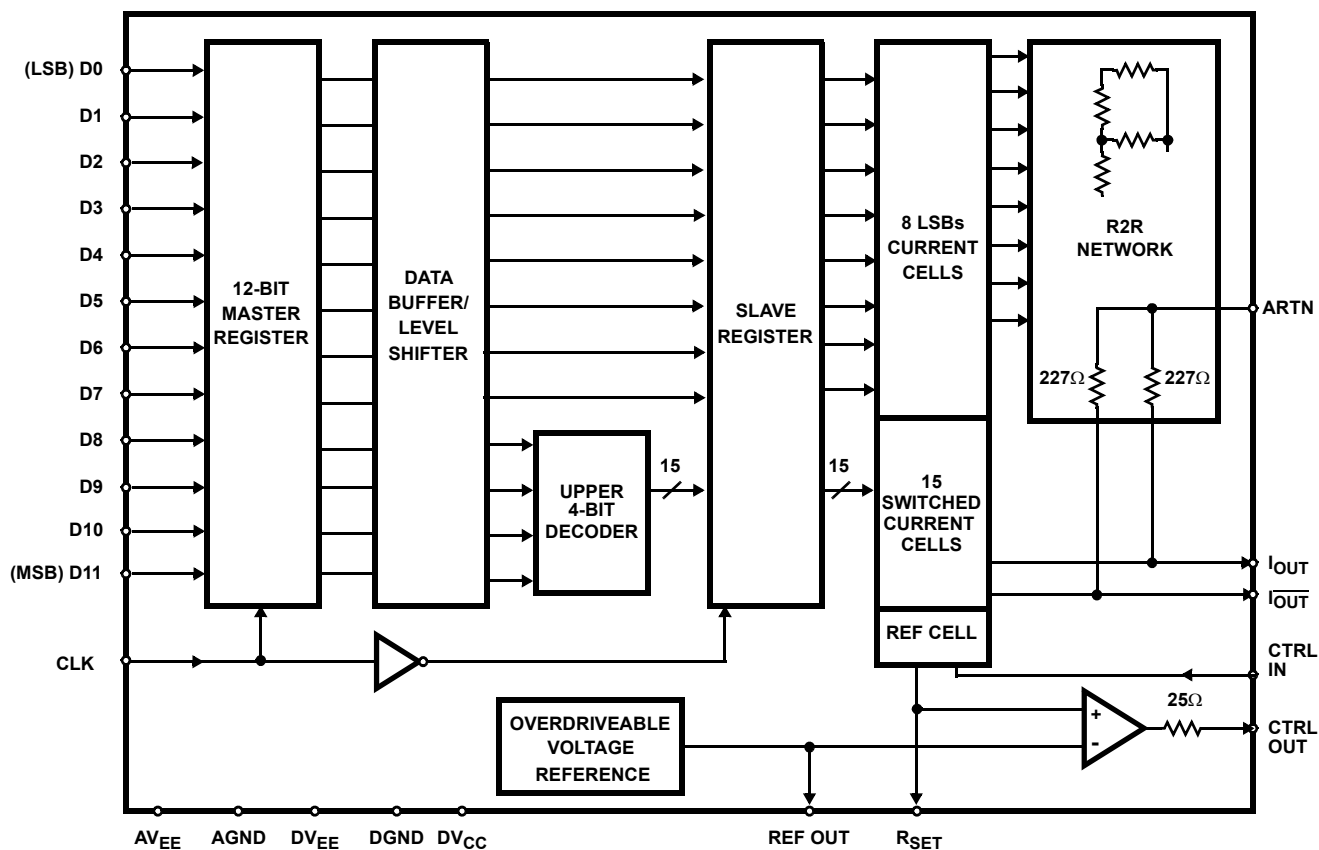 (LSB) D0
D1
D2
D3
D4
D5
D6
D7
D8
D9
D10
(MSB) D11
CLK
12-BIT
MASTER
REGISTER
DATA
BUFFER/
LEVEL
SHIFTER
UPPER
4-BIT
DECODER
15
SLAVE
REGISTER
15
8 LSBs
CURRENT
CELLS
15
SWITCHED
CURRENT
CELLS
REF CELL
R2R
NETWORK
227Ω
227Ω
ARTN
IOUT
IO̅U̅T̅
CTRL
IN
25Ω
CTRL
OUT
+
-
OVERDRIVEABLE
VOLTAGE
REFERENCE
AVEE
AGND
DVEE
DGND
DVCC
REF OUT
RSET